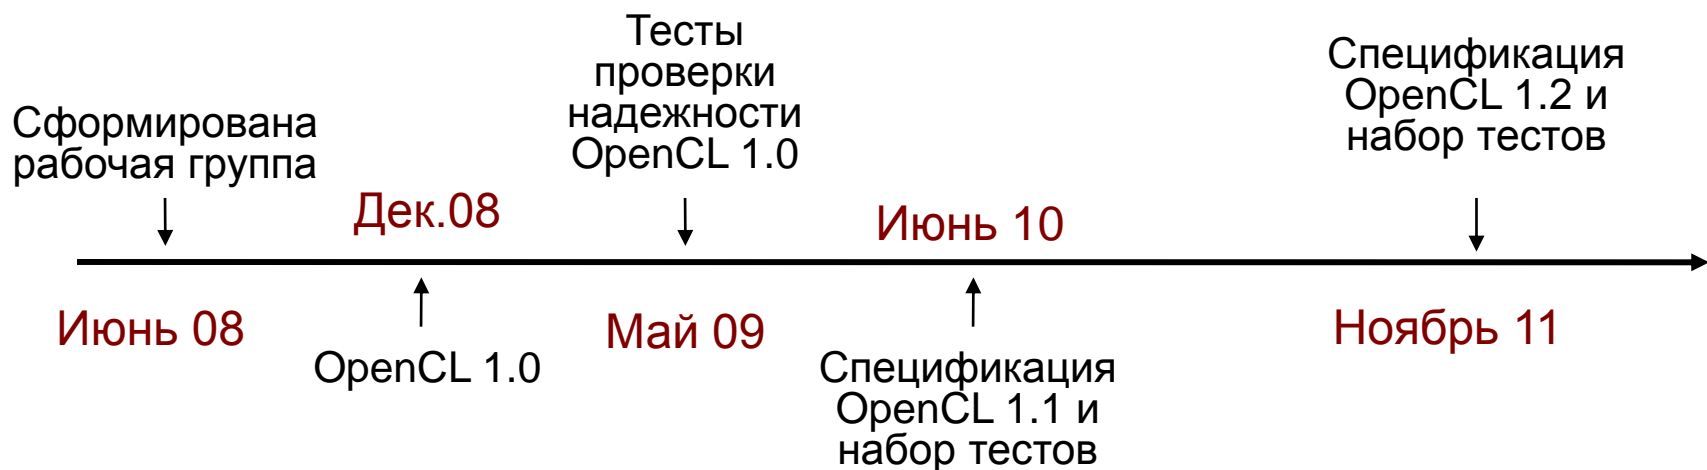 Сформирована
рабочая группа
Июнь 08
Дек.08
OpenCL 1.0
Тесты
проверки
надежности
OpenCL 1.0
Май 09
Июнь 10
Спецификация
OpenCL 1.1 и
набор тестов
Спецификация
OpenCL 1.2 и
набор тестов
Ноябрь 11